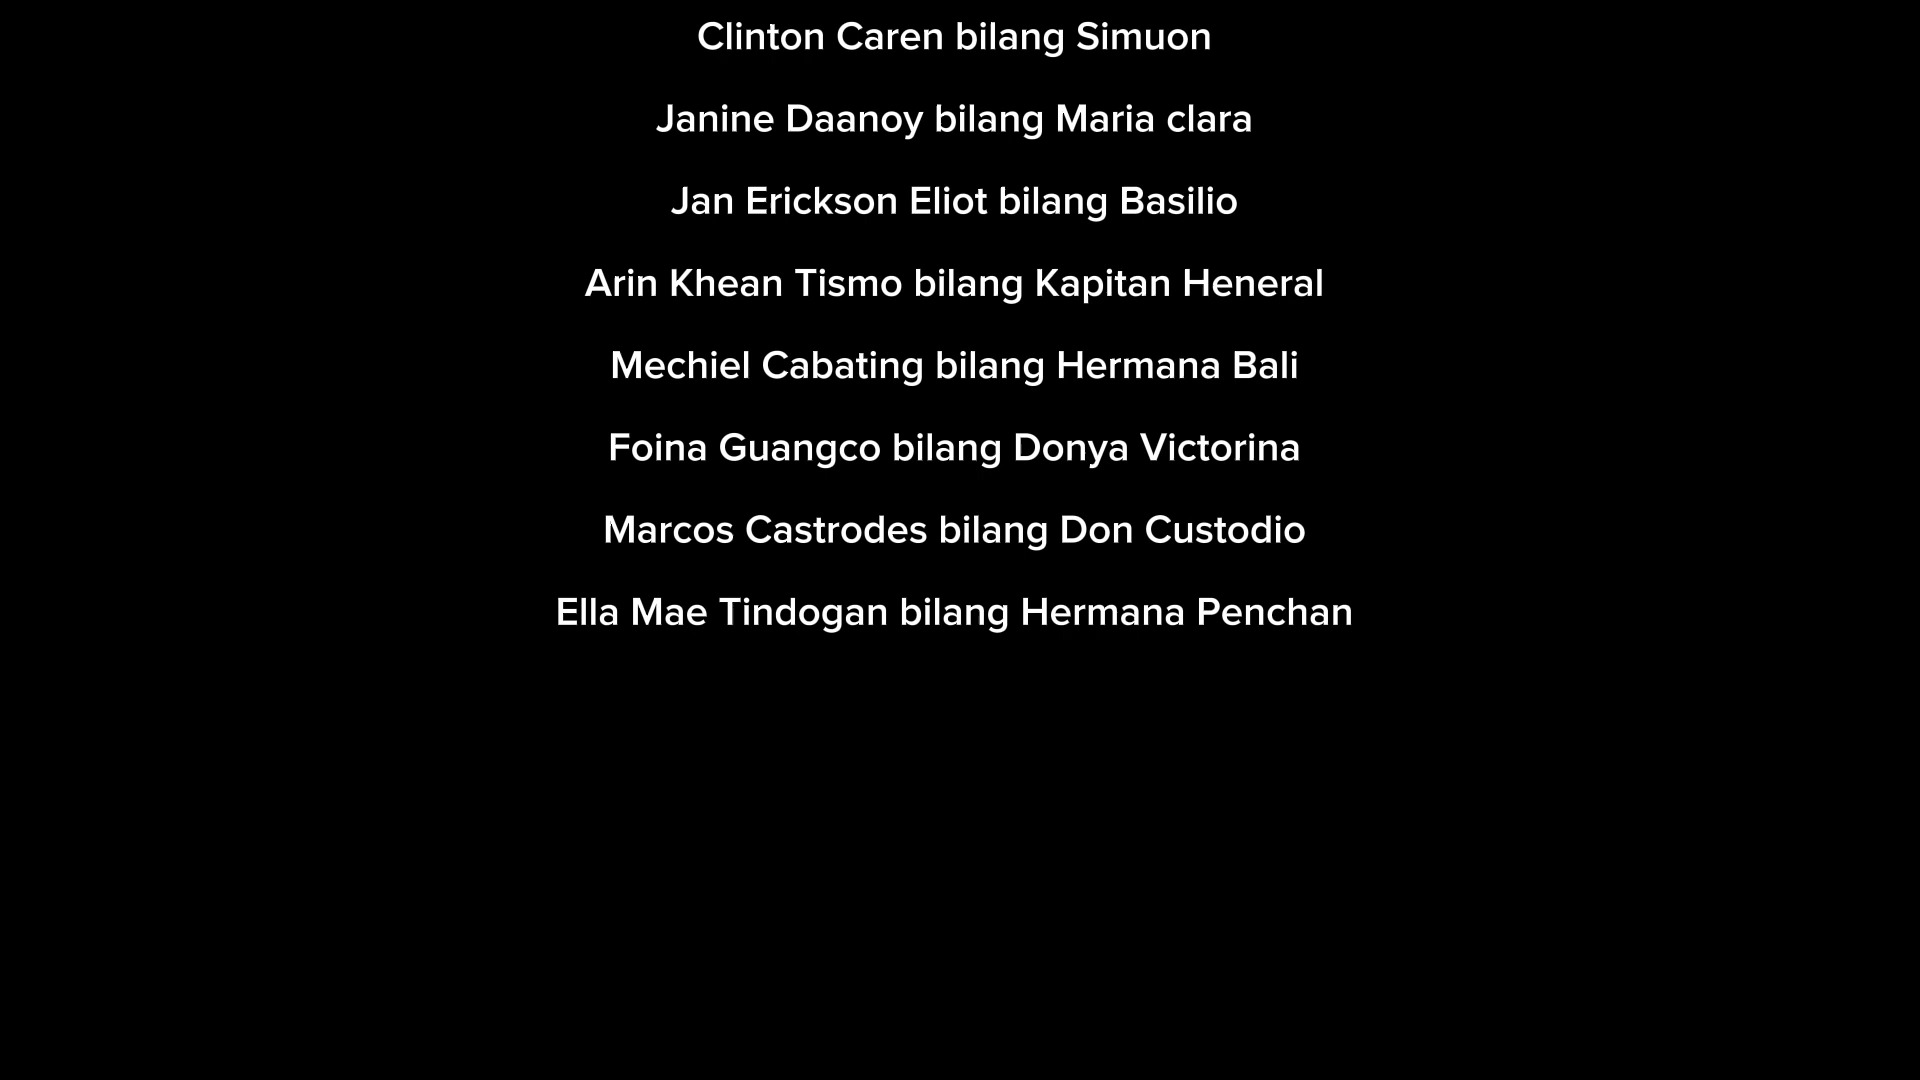 Clinton Caren bilang Simuon
Janine Daanoy bilang Maria clara
Jan Erickson Eliot bilang Basilio
Arin Khean Tismo bilang Kapitan Heneral
Mechiel Cabating bilang Hermana Bali
Foina Guangco bilang Donya Victorina
Marcos Castrodes bilang Don Custodio
Ella Mae Tindogan bilang Hermana Penchan